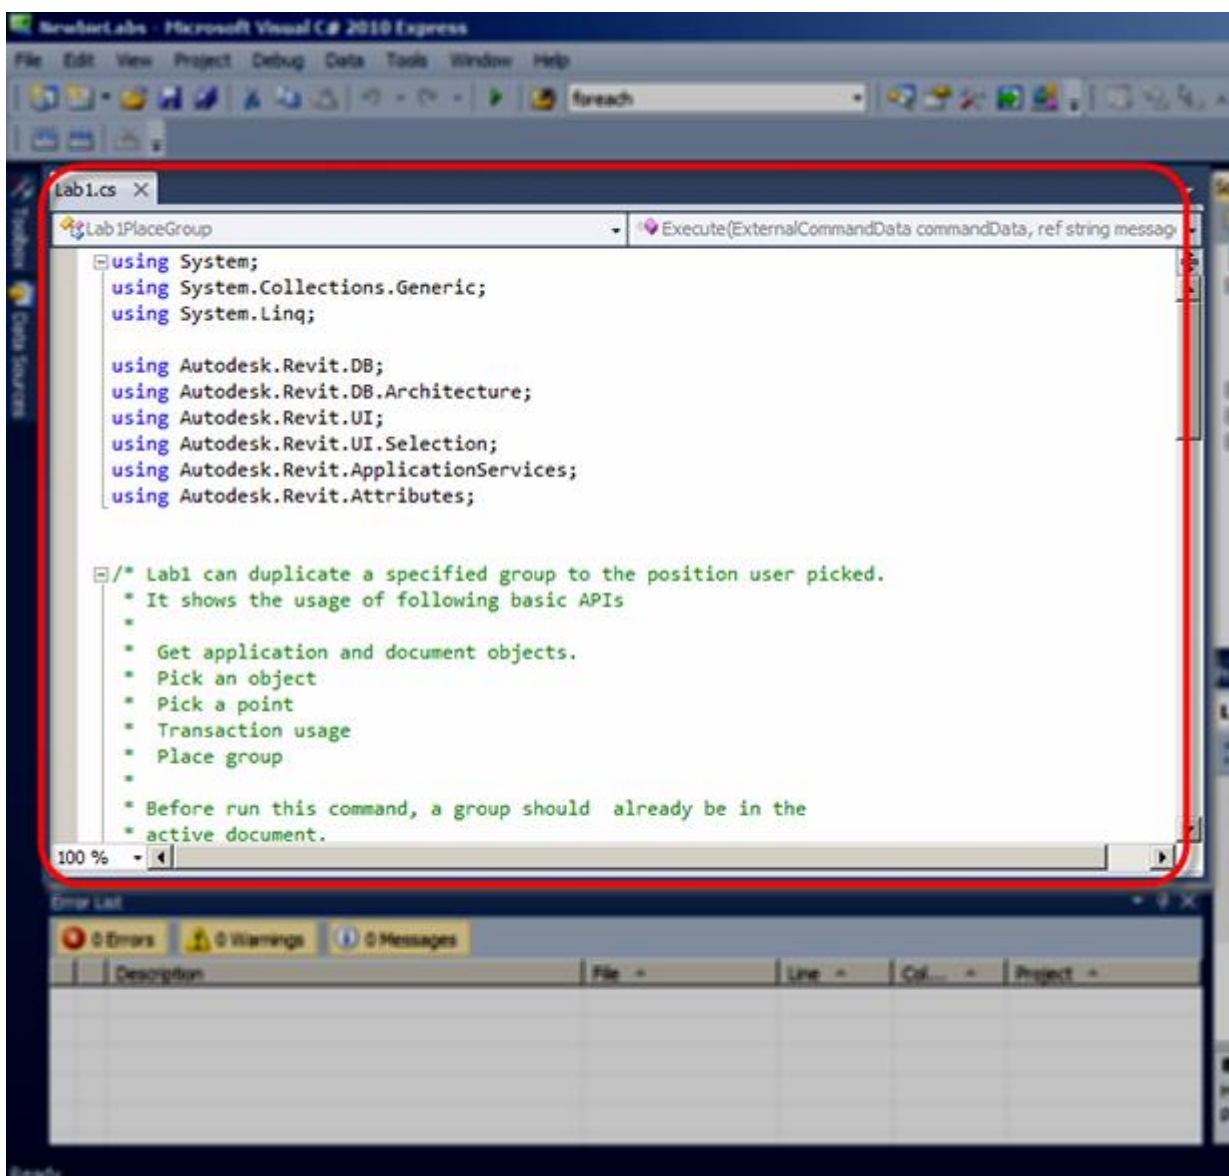 NewbieLabs - Microsoft Visual C# 2010 Express
File Edit View Project Debug Data Tools Window Help
foreach
Toolbox
Data Sources
Lab1.cs
Lab1PlaceGroup
Execute(ExternalCommandData commandData, ref string messag
using System;
using System.Collections.Generic;
using System.Linq;
using Autodesk.Revit.DB;
using Autodesk.Revit.DB.Architecture;
using Autodesk.Revit.UI;
using Autodesk.Revit.UI.Selection;
using Autodesk.Revit.ApplicationServices;
using Autodesk.Revit.Attributes;
/* Lab1 can duplicate a specified group to the position user picked.
* It shows the usage of following basic APIs
*
* Get application and document objects.
* Pick an object
* Pick a point
* Transaction usage
* Place group
*
* Before run this command, a group should  already be in the
* active document.
100 %
Error List
0 Errors 0 Warnings 0 Messages
Description File Line Col... Project
Ready